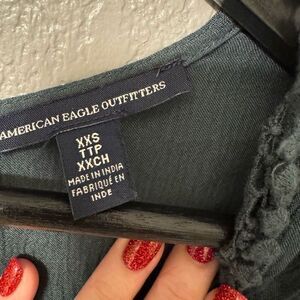 AMERICAN EAGLE OUTFITTERS
XXS
TTP
XXCH
MADE IN INDIA
FABRIQUÉ EN
INDE